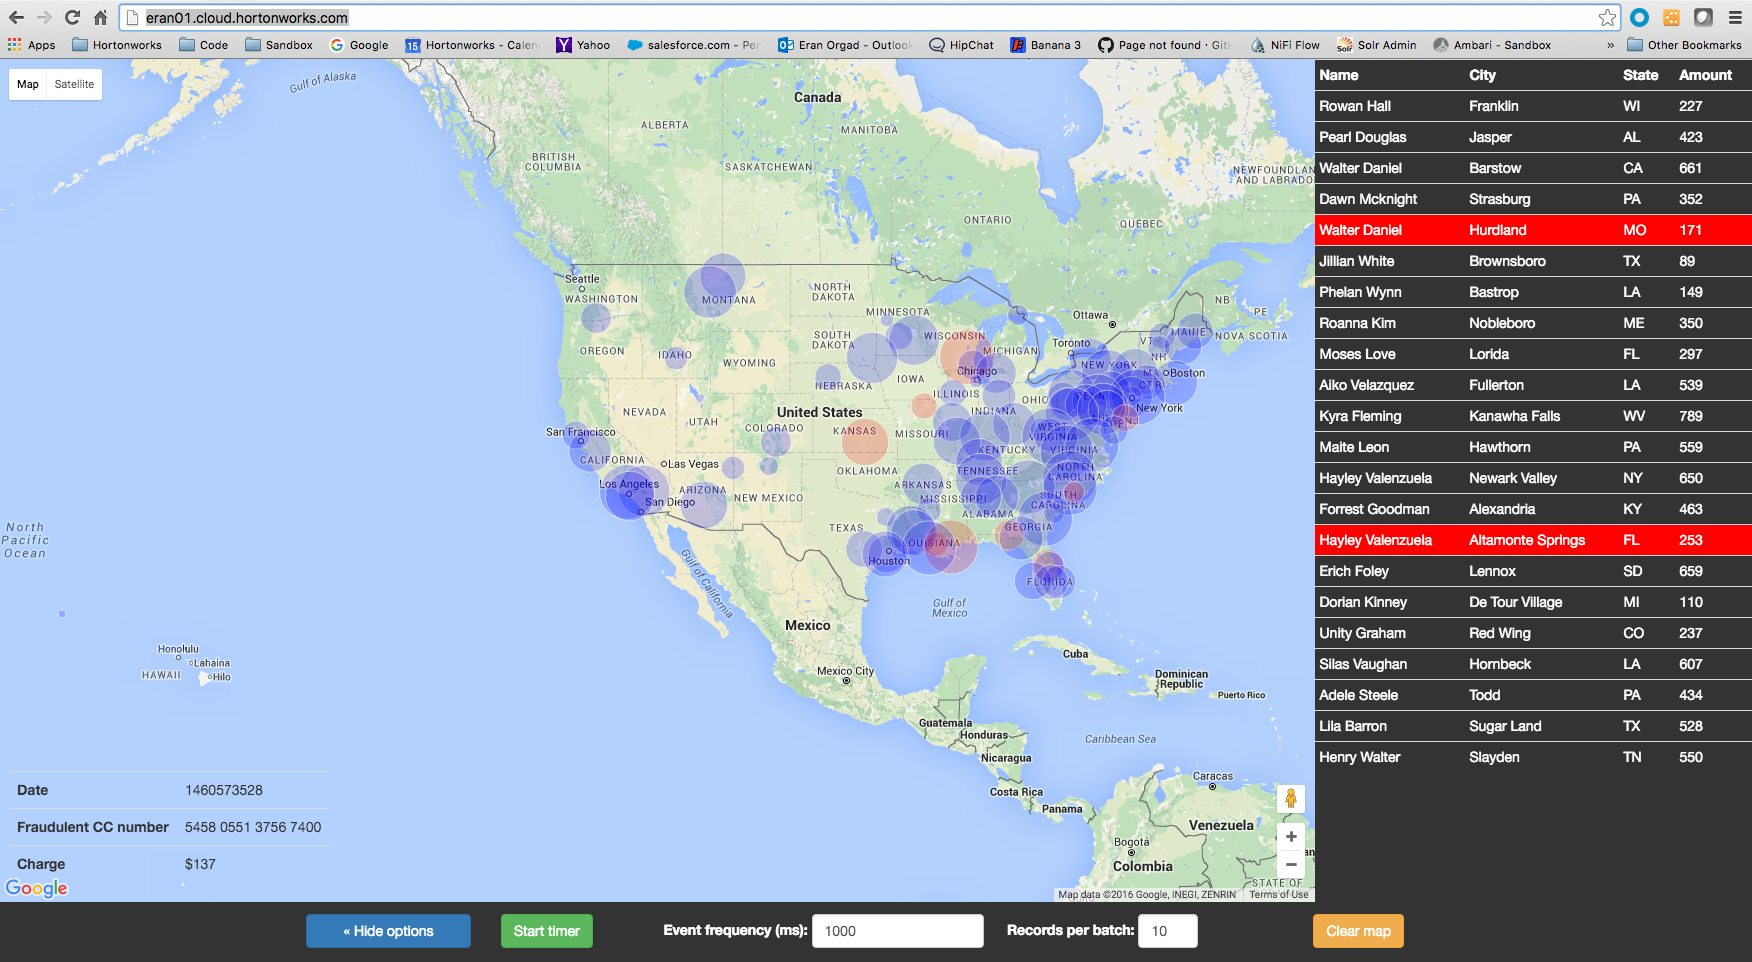 eran01.cloud.hortonworks.com
Apps Hortonworks Code Sandbox Google Hortonworks - Calen Yahoo salesforce.com - Per Eran Orgad - Outlook HipChat Banana 3 Page not found · Git NiFi Flow Solr Admin Ambari - Sandbox » Other Bookmarks
Map Satellite
Gulf of Alaska
Canada
ALBERTA
MANITOBA
BRITISH
COLUMBIA
SASKATCHEWAN
NEWFOUNDLAN
AND LABRADO
ONTARIO
QUÉBEC
Seattle
WASHINGTON
MONTANA
NORTH
DAKOTA
MINNESOTA
Ottawa
NB
PE
NOVA SCOTIA
MAINE
SOUTH
DAKOTA
WISCONSIN
MICHIGAN
Toronto
VT
NH
OREGON
IDAHO
WYOMING
NEW YORK
MA
Boston
CT
RI
Chicago
IOWA
NEBRASKA
ILLINOIS
INDIANA
OHIO
PENN
New York
NJ
NEVADA
UTAH
United States
COLORADO
KANSAS
MISSOURI
WEST
VIRGINIA
VIRGINIA
KENTUCKY
San Francisco
CALIFORNIA
Las Vegas
OKLAHOMA
TENNESSEE
NORTH
CAROLINA
Los Angeles
ARIZONA
NEW MEXICO
ARKANSAS
MISSISSIPPI
SOUTH
CAROLINA
San Diego
ALABAMA
TEXAS
GEORGIA
LOUISIANA
Houston
FLORIDA
North
Pacific
Ocean
Gulf of California
Gulf of
Mexico
Mexico
Honolulu
Lahaina
HAWAII
Hilo
Cuba
Mexico City
Dominican
Republic
Puerto Rico
Guatemala
Honduras
Caribbean Sea
Nicaragua
Caracas
Costa Rica
Panama
Venezuela
Bogotá
Colombia
STATE OF
Name City State Amount
Rowan Hall Franklin WI 227
Pearl Douglas Jasper AL 423
Walter Daniel Barstow CA 661
Dawn Mcknight Strasburg PA 352
Walter Daniel Hurdland MO 171
Jillian White Brownsboro TX 89
Phelan Wynn Bastrop LA 149
Roanna Kim Nobleboro ME 350
Moses Love Lorida FL 297
Aiko Velazquez Fullerton LA 539
Kyra Fleming Kanawha Falls WV 789
Maite Leon Hawthorn PA 559
Hayley Valenzuela Newark Valley NY 650
Forrest Goodman Alexandria KY 463
Hayley Valenzuela Altamonte Springs FL 253
Erich Foley Lennox SD 659
Dorian Kinney De Tour Village MI 110
Unity Graham Red Wing CO 237
Silas Vaughan Hornbeck LA 607
Adele Steele Todd PA 434
Lila Barron Sugar Land TX 528
Henry Walter Slayden TN 550
Date 1460573528
Fraudulent CC number 5458 0551 3756 7400
Charge $137
Google
+
−
Map data ©2016 Google, INEGI, ZENRIN Terms of Use
« Hide options Start timer Event frequency (ms): 1000 Records per batch: 10 Clear map